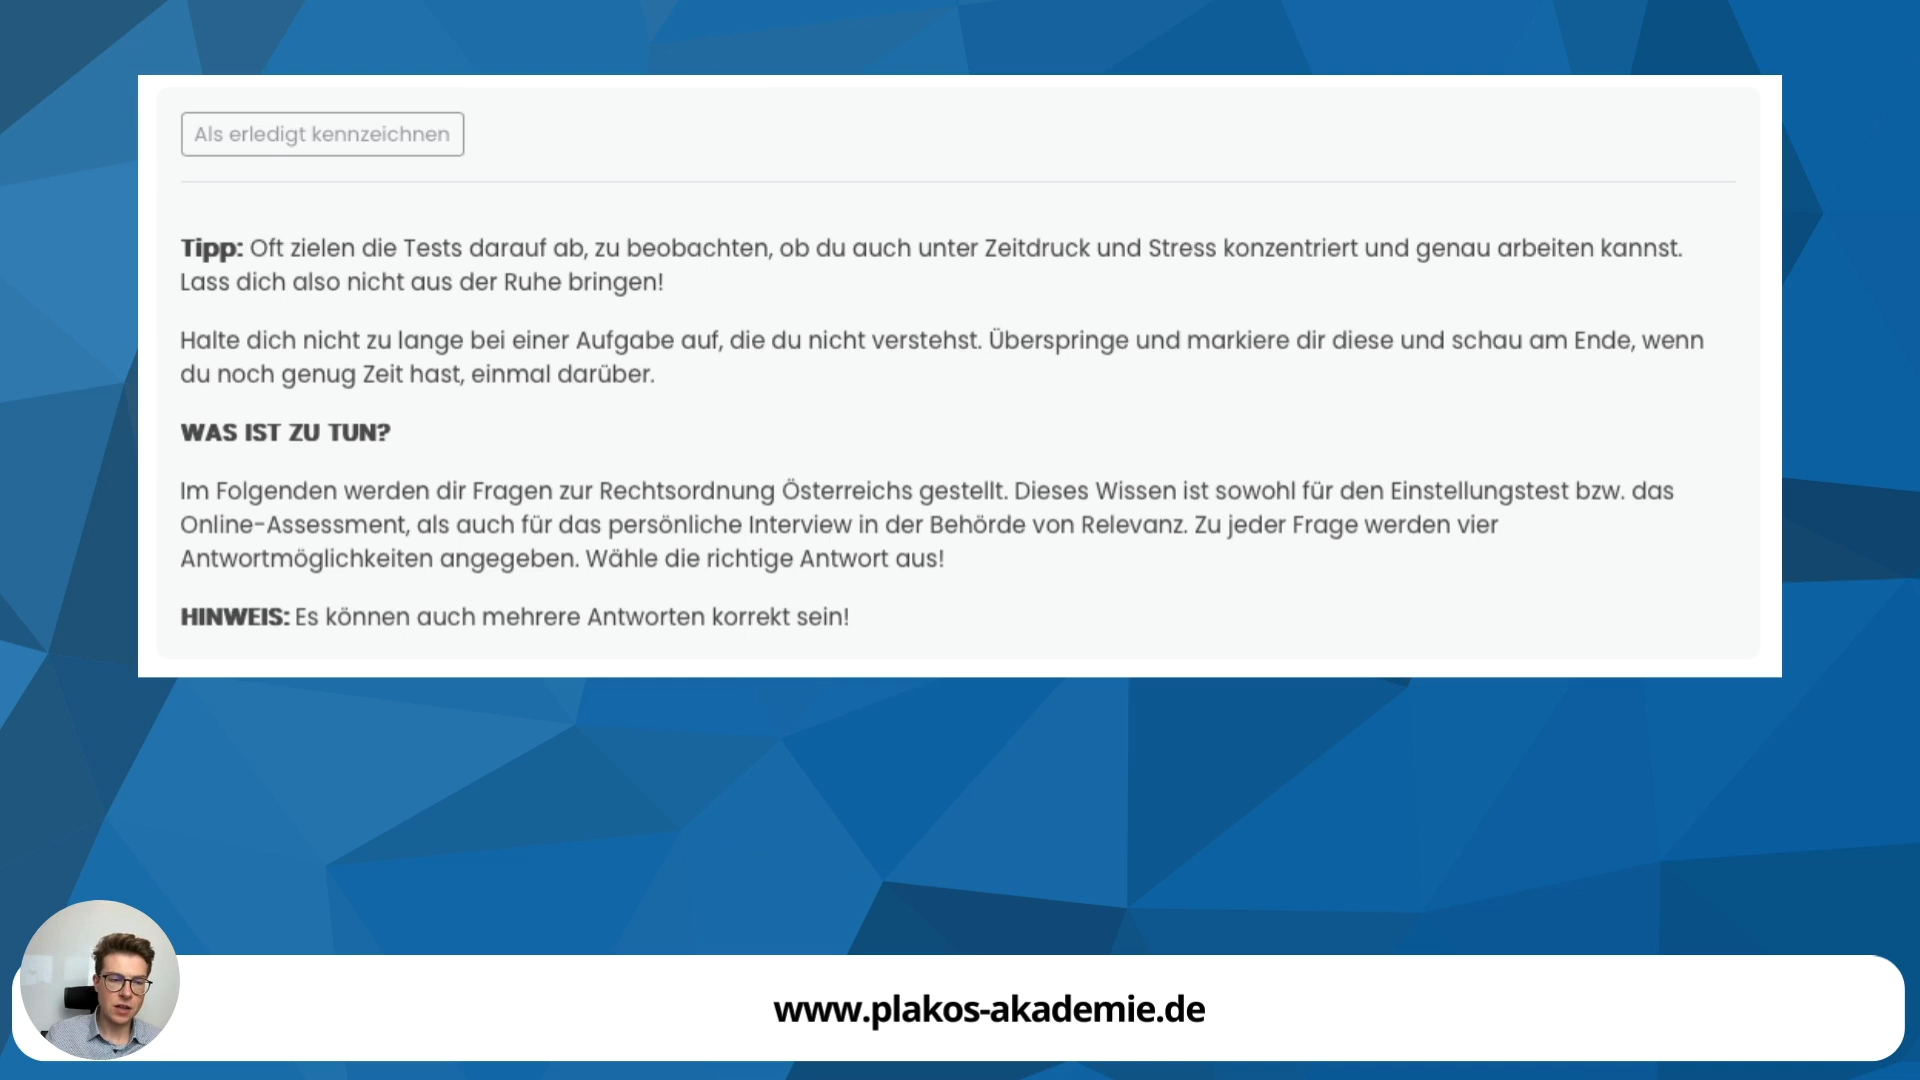 Als erledigt kennzeichnen
Tipp: Oft zielen die Tests darauf ab, zu beobachten, ob du auch unter Zeitdruck und Stress konzentriert und genau arbeiten kannst.
Lass dich also nicht aus der Ruhe bringen!
Halte dich nicht zu lange bei einer Aufgabe auf, die du nicht verstehst. Überspringe und markiere dir diese und schau am Ende, wenn
du noch genug Zeit hast, einmal darüber.
WAS IST ZU TUN?
Im Folgenden werden dir Fragen zur Rechtsordnung Österreichs gestellt. Dieses Wissen ist sowohl für den Einstellungstest bzw. das
Online-Assessment, als auch für das persönliche Interview in der Behörde von Relevanz. Zu jeder Frage werden vier
Antwortmöglichkeiten angegeben. Wähle die richtige Antwort aus!
HINWEIS: Es können auch mehrere Antworten korrekt sein!
www.plakos-akademie.de